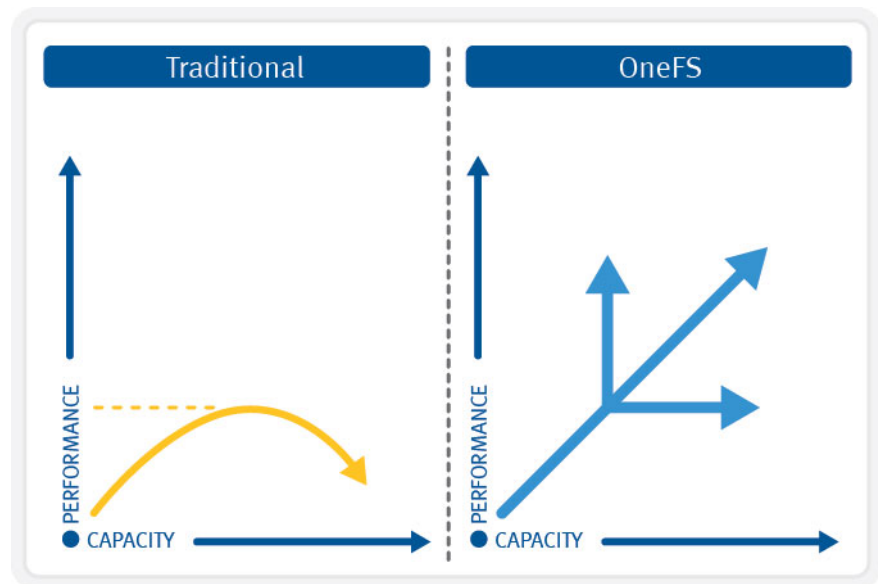 Traditional
PERFORMANCE
CAPACITY
OneFS
PERFORMANCE
CAPACITY